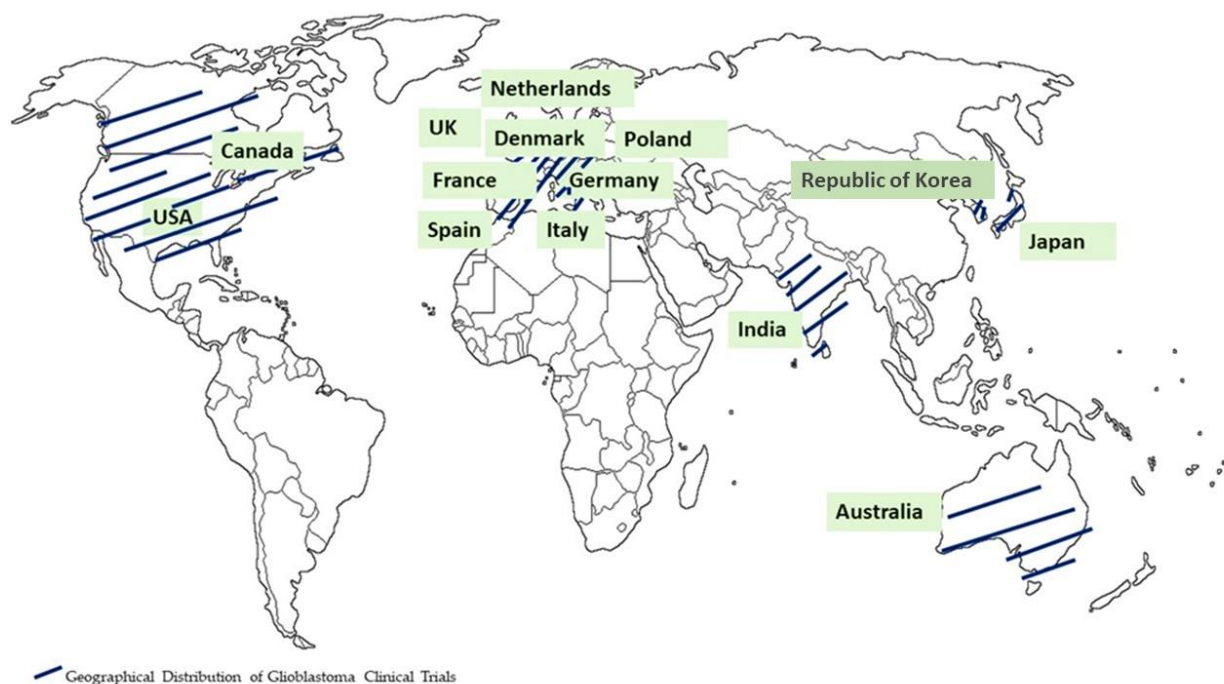 Netherlands
UK
Denmark
Poland
Canada
France
Germany
Republic of Korea
USA
Spain
Italy
Japan
India
Australia
Geographical Distribution of Glioblastoma Clinical Trials